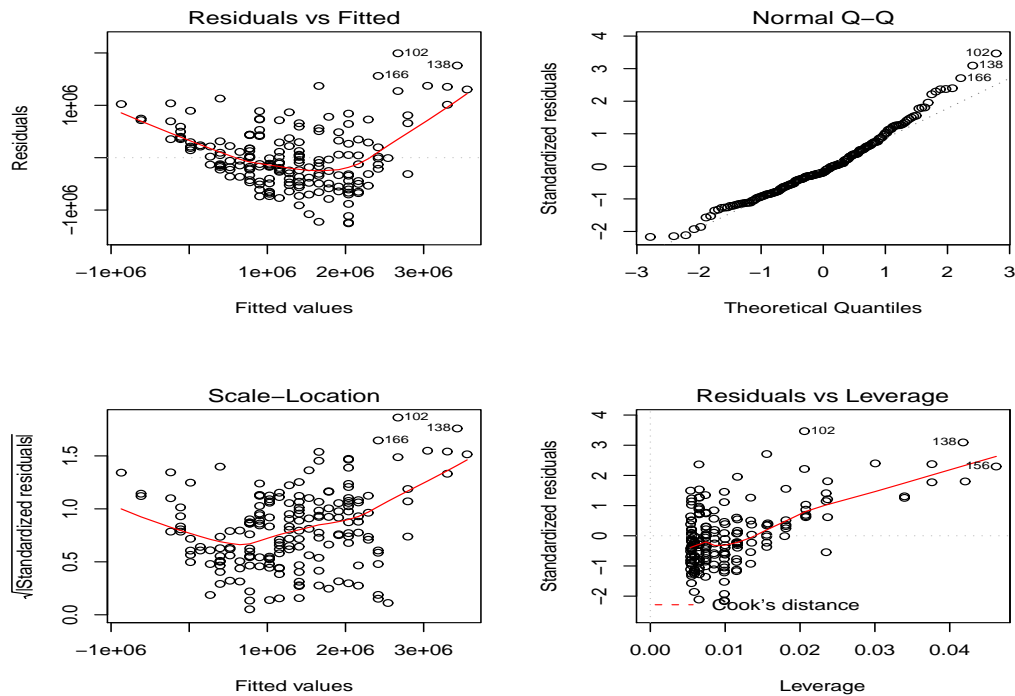 Residuals vs Fitted
Residuals
1e+06
−1e+06
102
138
166
−1e+06
1e+06
2e+06
3e+06
Fitted values
Normal Q−Q
Standardized residuals
4
3
2
1
0
−1
−2
102
138
166
−3
−2
−1
0
1
2
3
Theoretical Quantiles
Scale−Location
√|Standardized residuals|
1.5
1.0
0.5
0.0
102
138
166
−1e+06
1e+06
2e+06
3e+06
Fitted values
Residuals vs Leverage
Standardized residuals
4
3
2
1
0
−1
−2
102
138
156
Cook's distance
0.00
0.01
0.02
0.03
0.04
Leverage